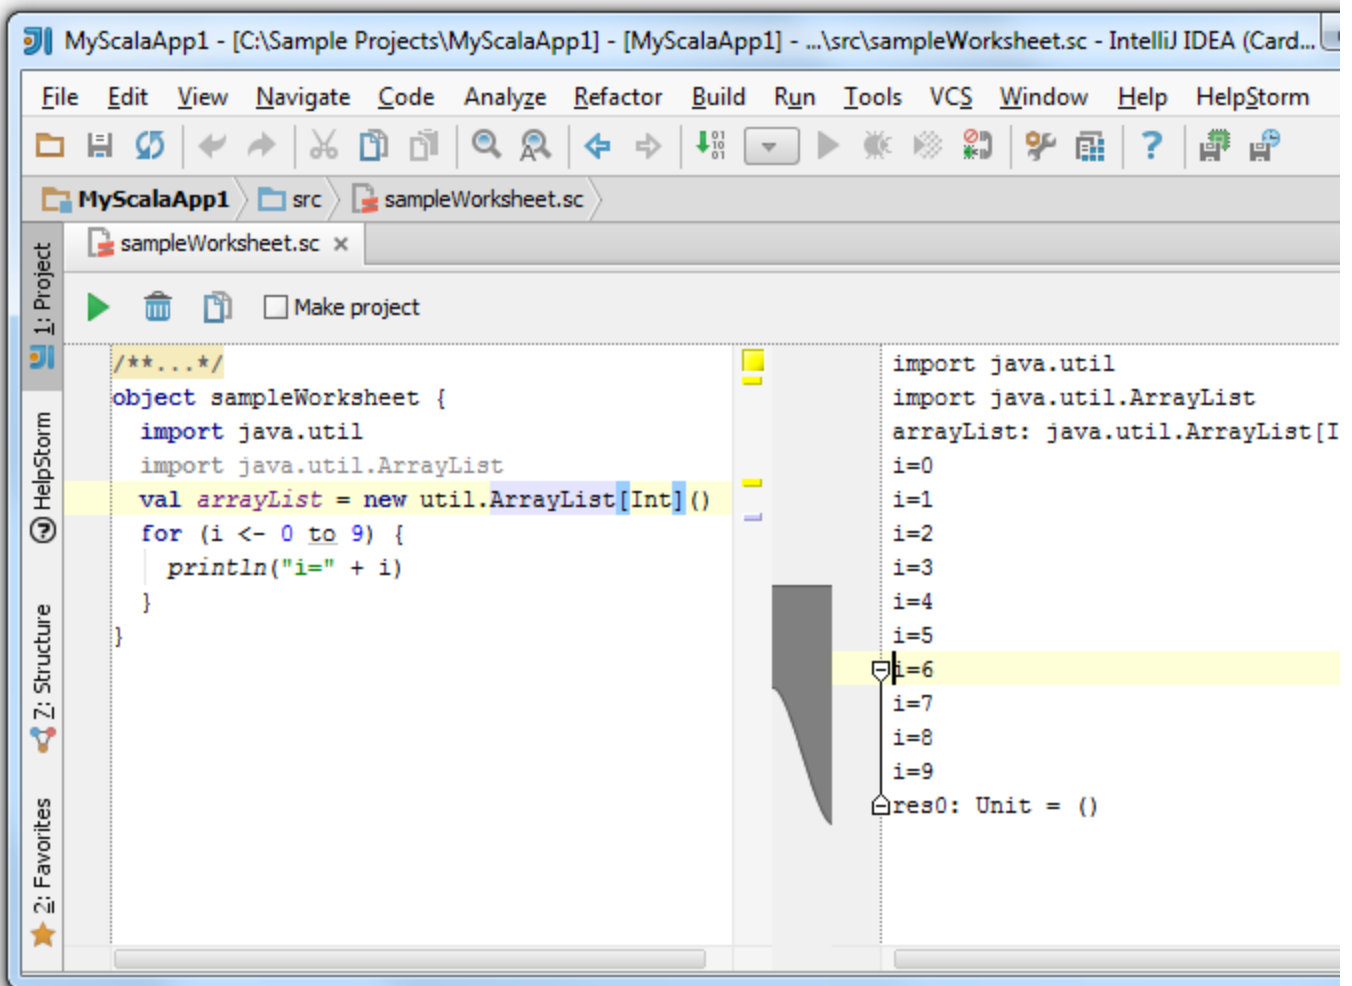 MyScalaApp1 - [C:\Sample Projects\MyScalaApp1] - [MyScalaApp1] - ...\src\sampleWorksheet.sc - IntelliJ IDEA (Card...
File Edit View Navigate Code Analyze Refactor Build Run Tools VCS Window Help HelpStorm
MyScalaApp1 src sampleWorksheet.sc
sampleWorksheet.sc
Make project
1: Project
HelpStorm
7: Structure
2: Favorites
/**...*/
object sampleWorksheet {
import java.util
import java.util.ArrayList
val arrayList = new util.ArrayList[Int]()
for (i <- 0 to 9) {
println("i=" + i)
}
}
import java.util
import java.util.ArrayList
arrayList: java.util.ArrayList[I
i=0
i=1
i=2
i=3
i=4
i=5
i=6
i=7
i=8
i=9
res0: Unit = ()